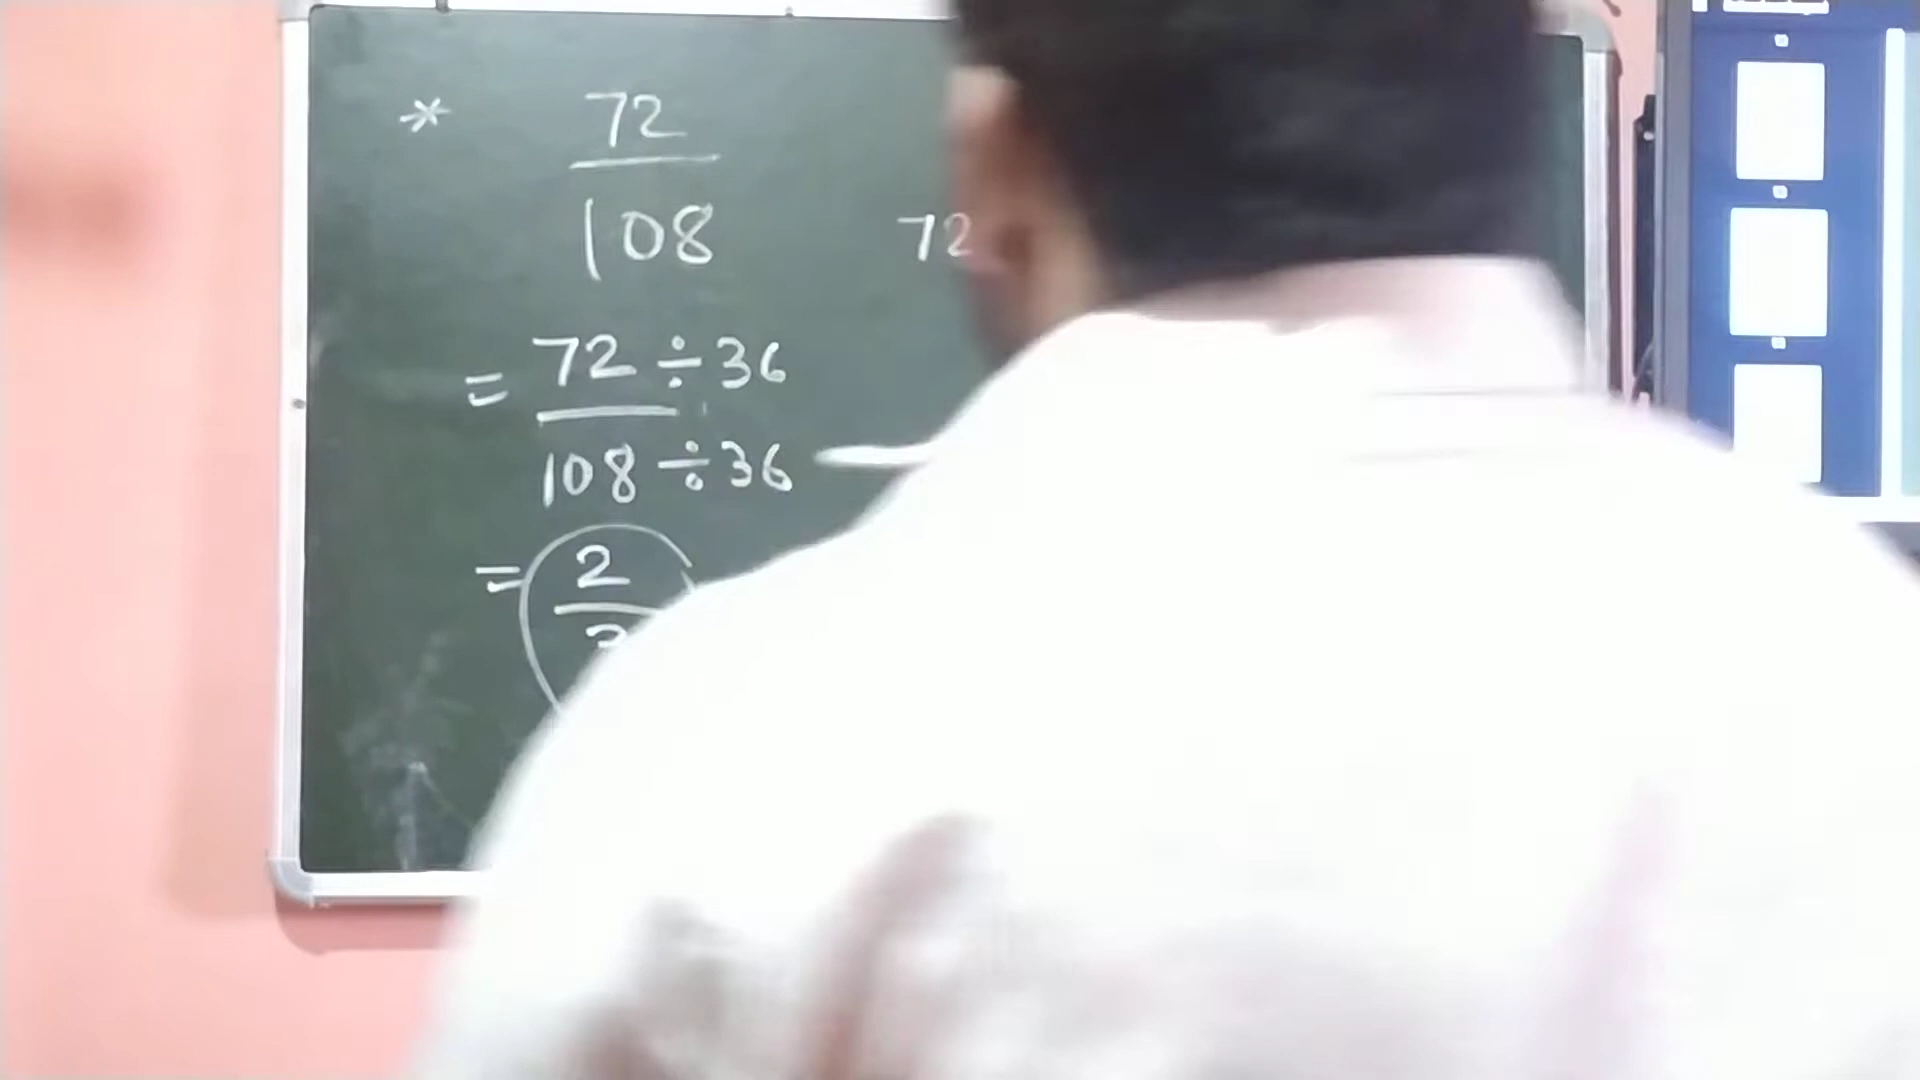 * 72
108
72
= 72 ÷ 36
108 ÷ 36
= 2